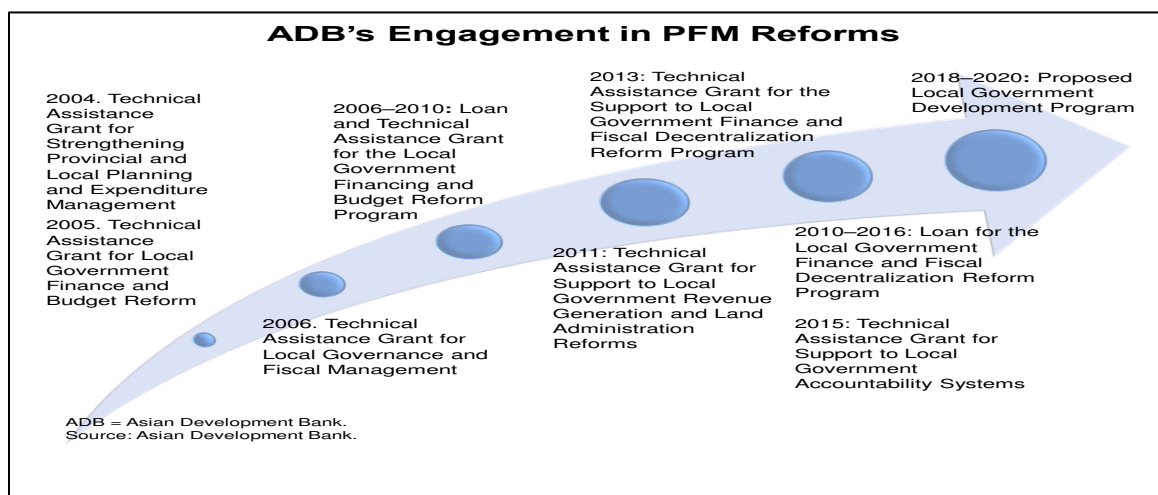 ADB's Engagement in PFM Reforms
2004. Technical
Assistance
Grant for
Strengthening
Provincial and
Local Planning
and Expenditure
Management
2005. Technical
Assistance
Grant for Local
Government
Finance and
Budget Reform
2006–2010: Loan
and Technical
Assistance Grant
for the Local
Government
Financing and
Budget Reform
Program
2006. Technical
Assistance Grant for
Local Governance and
Fiscal Management
2013: Technical
Assistance Grant for the
Support to Local
Government Finance and
Fiscal Decentralization
Reform Program
2011: Technical
Assistance Grant for
Support to Local
Government Revenue
Generation and Land
Administration
Reforms
2018–2020: Proposed
Local Government
Development Program
2010–2016: Loan for the
Local Government
Finance and Fiscal
Decentralization Reform
Program
2015: Technical
Assistance Grant for
Support to Local
Government
Accountability Systems
ADB = Asian Development Bank.
Source: Asian Development Bank.